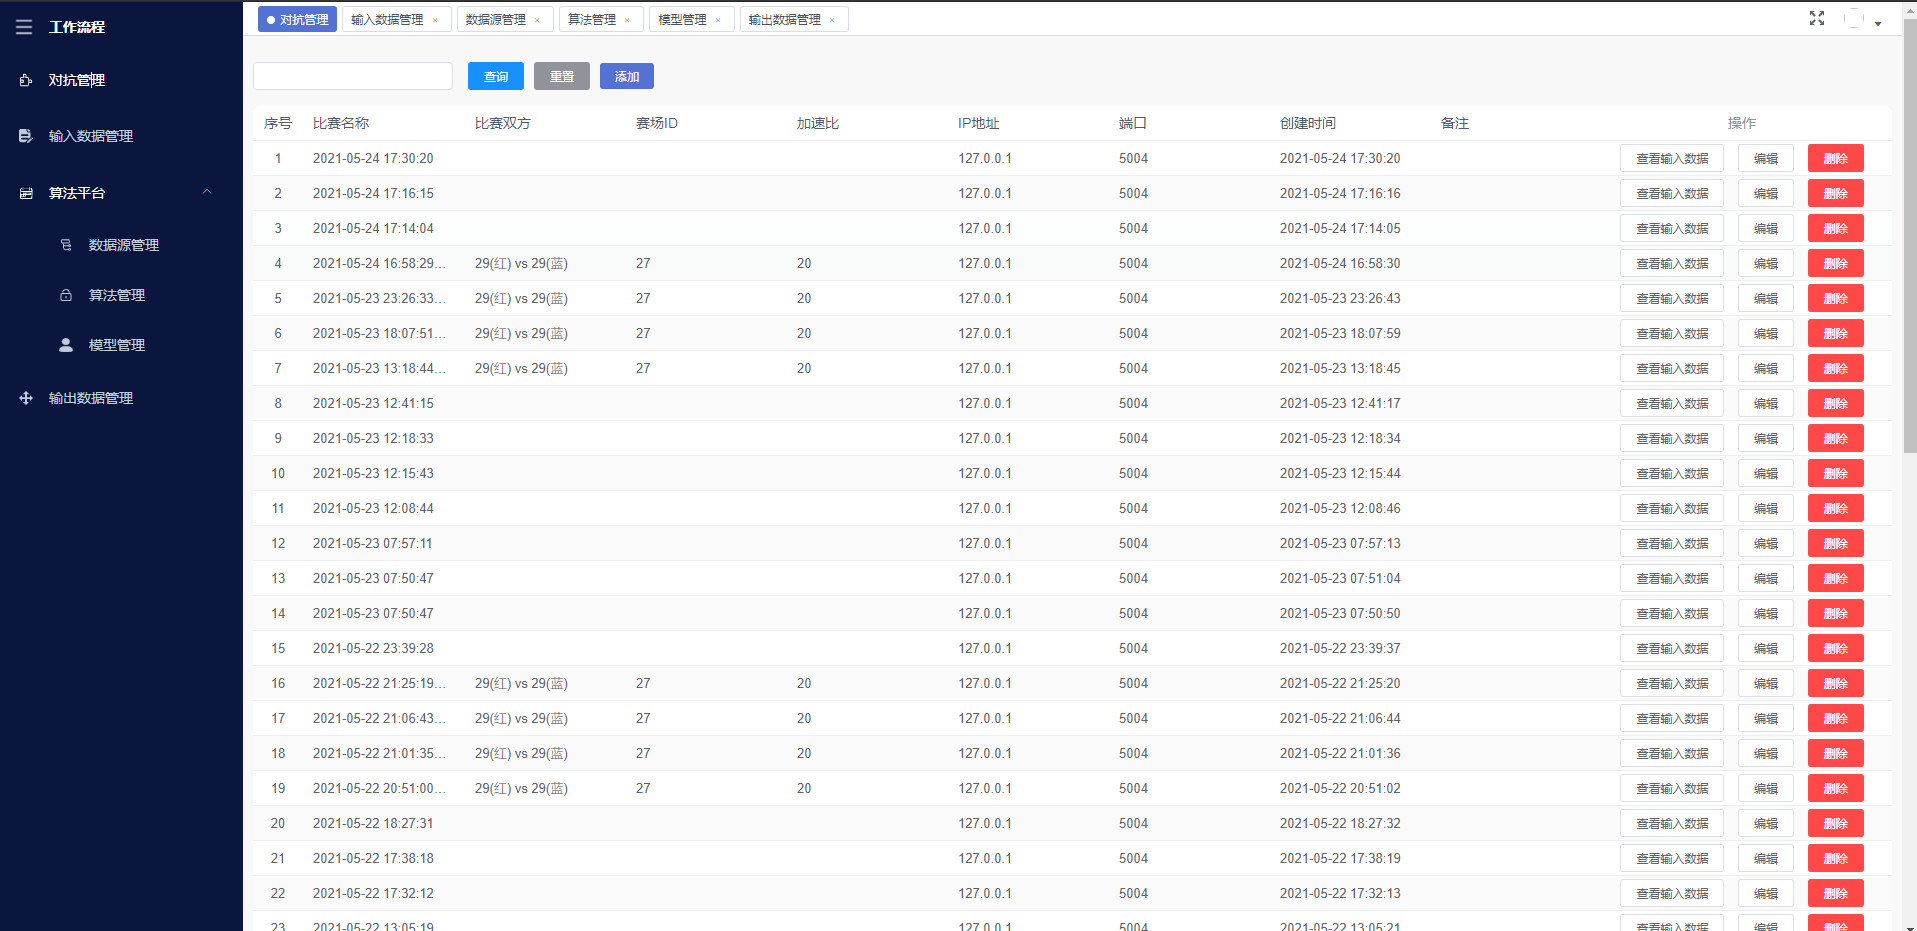 工作流程
对抗管理
输入数据管理
算法平台
数据源管理
算法管理
模型管理
输出数据管理
对抗管理 输入数据管理 × 数据源管理 × 算法管理 × 模型管理 × 输出数据管理 ×
查询 重置 添加
序号 比赛名称 比赛双方 赛场ID 加速比 IP地址 端口 创建时间 备注 操作
1 2021-05-24 17:30:20 127.0.0.1 5004 2021-05-24 17:30:20 查看输入数据 编辑 删除
2 2021-05-24 17:16:15 127.0.0.1 5004 2021-05-24 17:16:16 查看输入数据 编辑 删除
3 2021-05-24 17:14:04 127.0.0.1 5004 2021-05-24 17:14:05 查看输入数据 编辑 删除
4 2021-05-24 16:58:29... 29(红) vs 29(蓝) 27 20 127.0.0.1 5004 2021-05-24 16:58:30 查看输入数据 编辑 删除
5 2021-05-23 23:26:33... 29(红) vs 29(蓝) 27 20 127.0.0.1 5004 2021-05-23 23:26:43 查看输入数据 编辑 删除
6 2021-05-23 18:07:51... 29(红) vs 29(蓝) 27 20 127.0.0.1 5004 2021-05-23 18:07:59 查看输入数据 编辑 删除
7 2021-05-23 13:18:44... 29(红) vs 29(蓝) 27 20 127.0.0.1 5004 2021-05-23 13:18:45 查看输入数据 编辑 删除
8 2021-05-23 12:41:15 127.0.0.1 5004 2021-05-23 12:41:17 查看输入数据 编辑 删除
9 2021-05-23 12:18:33 127.0.0.1 5004 2021-05-23 12:18:34 查看输入数据 编辑 删除
10 2021-05-23 12:15:43 127.0.0.1 5004 2021-05-23 12:15:44 查看输入数据 编辑 删除
11 2021-05-23 12:08:44 127.0.0.1 5004 2021-05-23 12:08:46 查看输入数据 编辑 删除
12 2021-05-23 07:57:11 127.0.0.1 5004 2021-05-23 07:57:13 查看输入数据 编辑 删除
13 2021-05-23 07:50:47 127.0.0.1 5004 2021-05-23 07:51:04 查看输入数据 编辑 删除
14 2021-05-23 07:50:47 127.0.0.1 5004 2021-05-23 07:50:50 查看输入数据 编辑 删除
15 2021-05-22 23:39:28 127.0.0.1 5004 2021-05-22 23:39:37 查看输入数据 编辑 删除
16 2021-05-22 21:25:19... 29(红) vs 29(蓝) 27 20 127.0.0.1 5004 2021-05-22 21:25:20 查看输入数据 编辑 删除
17 2021-05-22 21:06:43... 29(红) vs 29(蓝) 27 20 127.0.0.1 5004 2021-05-22 21:06:44 查看输入数据 编辑 删除
18 2021-05-22 21:01:35... 29(红) vs 29(蓝) 27 20 127.0.0.1 5004 2021-05-22 21:01:36 查看输入数据 编辑 删除
19 2021-05-22 20:51:00... 29(红) vs 29(蓝) 27 20 127.0.0.1 5004 2021-05-22 20:51:02 查看输入数据 编辑 删除
20 2021-05-22 18:27:31 127.0.0.1 5004 2021-05-22 18:27:32 查看输入数据 编辑 删除
21 2021-05-22 17:38:18 127.0.0.1 5004 2021-05-22 17:38:19 查看输入数据 编辑 删除
22 2021-05-22 17:32:12 127.0.0.1 5004 2021-05-22 17:32:13 查看输入数据 编辑 删除
23 2021-05-22 13:05:19 127.0.0.1 5004 2021-05-22 13:05:21 查看输入数据 编辑 删除